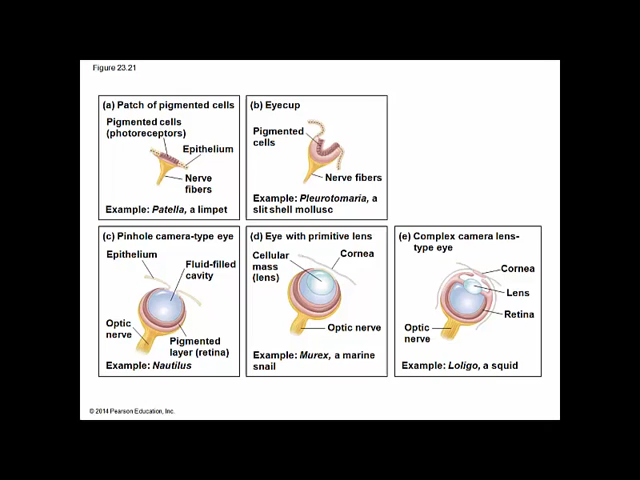 Figure 23.21
(a) Patch of pigmented cells
Pigmented cells
(photoreceptors)
Epithelium
Nerve
fibers
Example: Patella, a limpet
(b) Eyecup
Pigmented
cells
Nerve fibers
Example: Pleurotomaria, a
slit shell mollusc
(c) Pinhole camera-type eye
Epithelium
Fluid-filled
cavity
Optic
nerve
Pigmented
layer (retina)
Example: Nautilus
(d) Eye with primitive lens
Cellular
mass
(lens)
Cornea
Optic nerve
Example: Murex, a marine
snail
(e) Complex camera lens-
type eye
Cornea
Lens
Retina
Optic
nerve
Example: Loligo, a squid
© 2014 Pearson Education, Inc.